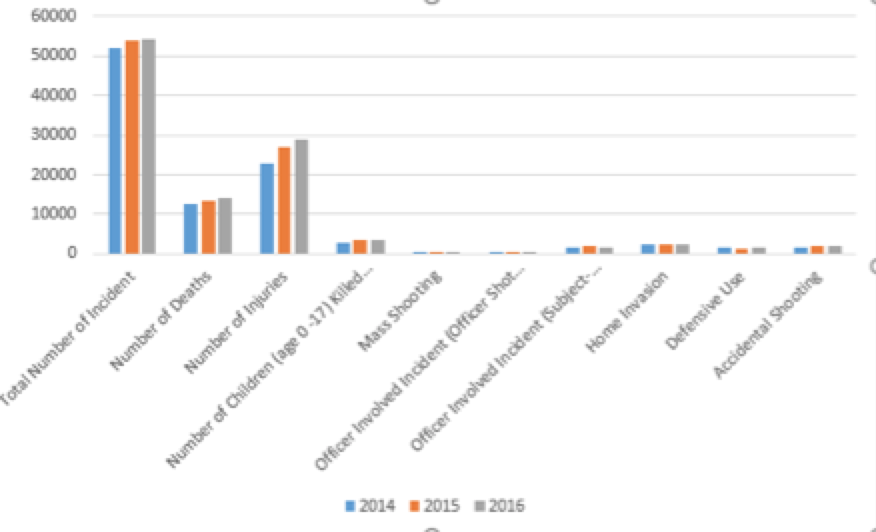 60000
50000
40000
30000
20000
10000
0
Total Number of Incident
Number of Deaths
Number of Injuries
Number of Children (age 0 -17) Killed...
Mass Shooting
Officer Involved Incident (Officer Shot...
Officer Involved Incident (Subject-...
Home Invasion
Defensive Use
Accidental Shooting
2014 2015 2016